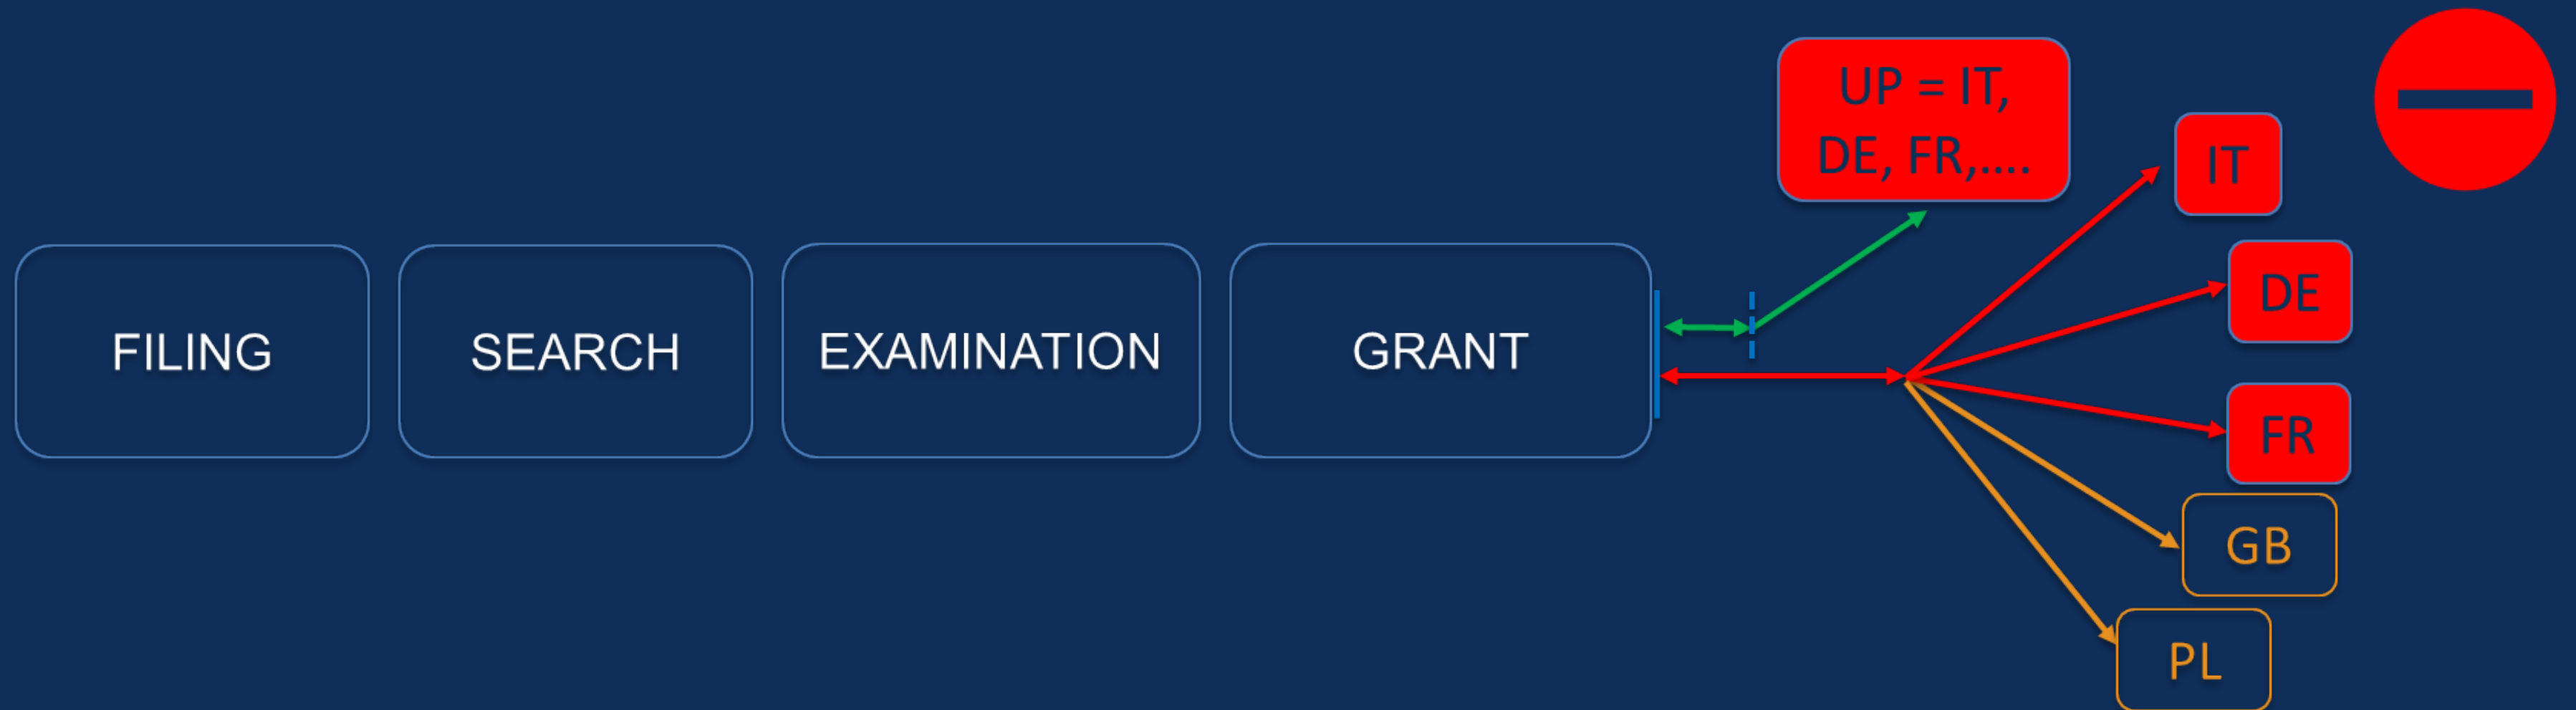 FILING
SEARCH
EXAMINATION
GRANT
UP = IT,
DE, FR,....
IT
DE
FR
GB
PL